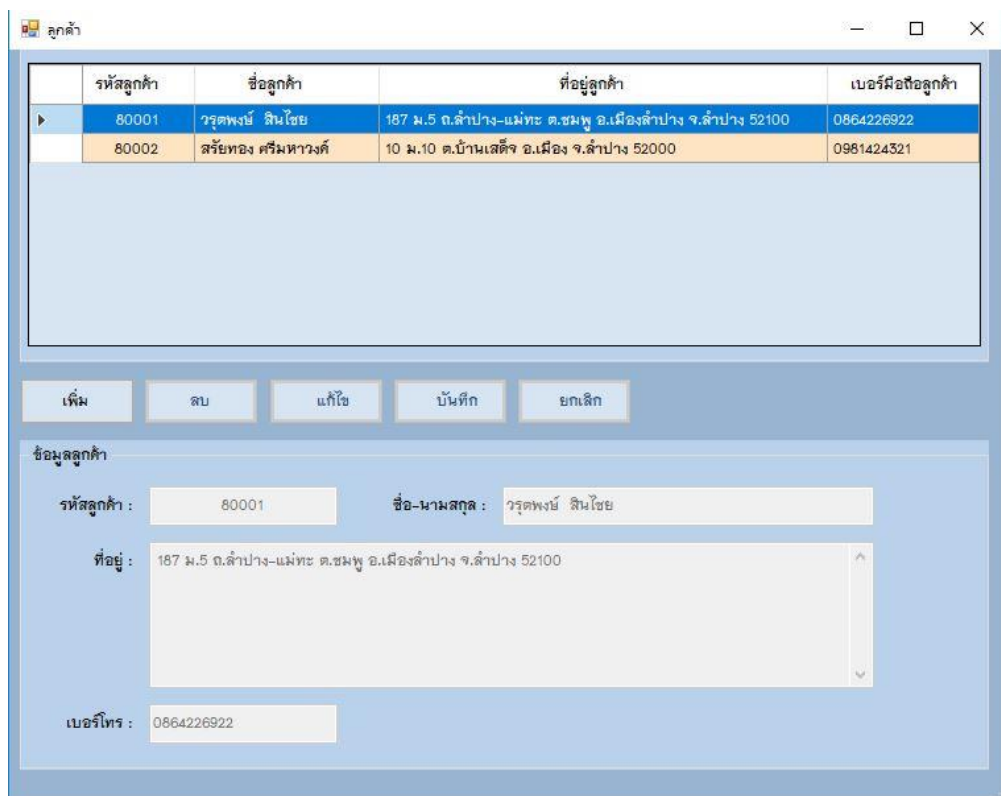 ลูกค้า
รหัสลูกค้า ชื่อลูกค้า ที่อยู่ลูกค้า เบอร์มือถือลูกค้า
80001 วรุตพงษ์ สินไชย 187 ม.5 ถ.ลำปาง-แม่ทะ ต.ชมพู อ.เมืองลำปาง จ.ลำปาง 52100 0864226922
80002 สรัยทอง ศรีมหาวงศ์ 10 ม.10 ต.บ้านเสด็จ อ.เมือง จ.ลำปาง 52000 0981424321
เพิ่ม ลบ แก้ไข บันทึก ยกเลิก
ข้อมูลลูกค้า
รหัสลูกค้า : 80001 ชื่อ-นามสกุล : วรุตพงษ์ สินไชย
ที่อยู่ : 187 ม.5 ถ.ลำปาง-แม่ทะ ต.ชมพู อ.เมืองลำปาง จ.ลำปาง 52100
เบอร์โทร : 0864226922